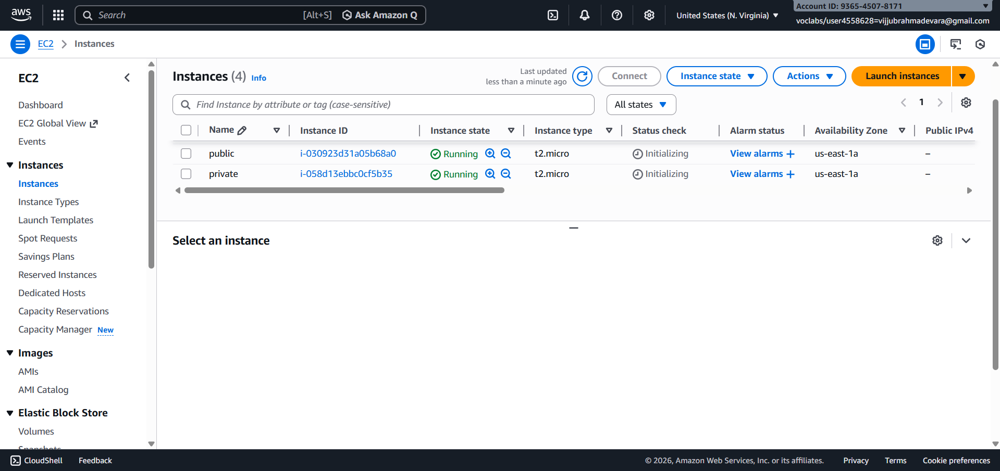 aws
Search [Alt+S] Ask Amazon Q
United States (N. Virginia)
Account ID: 9365-4507-8171
voclabs/user4558628=vijjubrahmadevara@gmail.com
EC2 Instances
EC2
Dashboard
EC2 Global View
Events
Instances
Instances
Instance Types
Launch Templates
Spot Requests
Savings Plans
Reserved Instances
Dedicated Hosts
Capacity Reservations
Capacity Manager New
Images
AMIs
AMI Catalog
Elastic Block Store
Volumes
Snapshots
Instances (4) Info
Last updated
less than a minute ago
Connect
Instance state
Actions
Launch instances
Find Instance by attribute or tag (case-sensitive)
All states
1
Name Instance ID Instance state Instance type Status check Alarm status Availability Zone Public IPv4
public i-030923d31a05b68a0 Running t2.micro Initializing View alarms + us-east-1a –
private i-058d13ebbc0cf5b35 Running t2.micro Initializing View alarms + us-east-1a –
Select an instance
CloudShell Feedback © 2026, Amazon Web Services, Inc. or its affiliates. Privacy Terms Cookie preferences